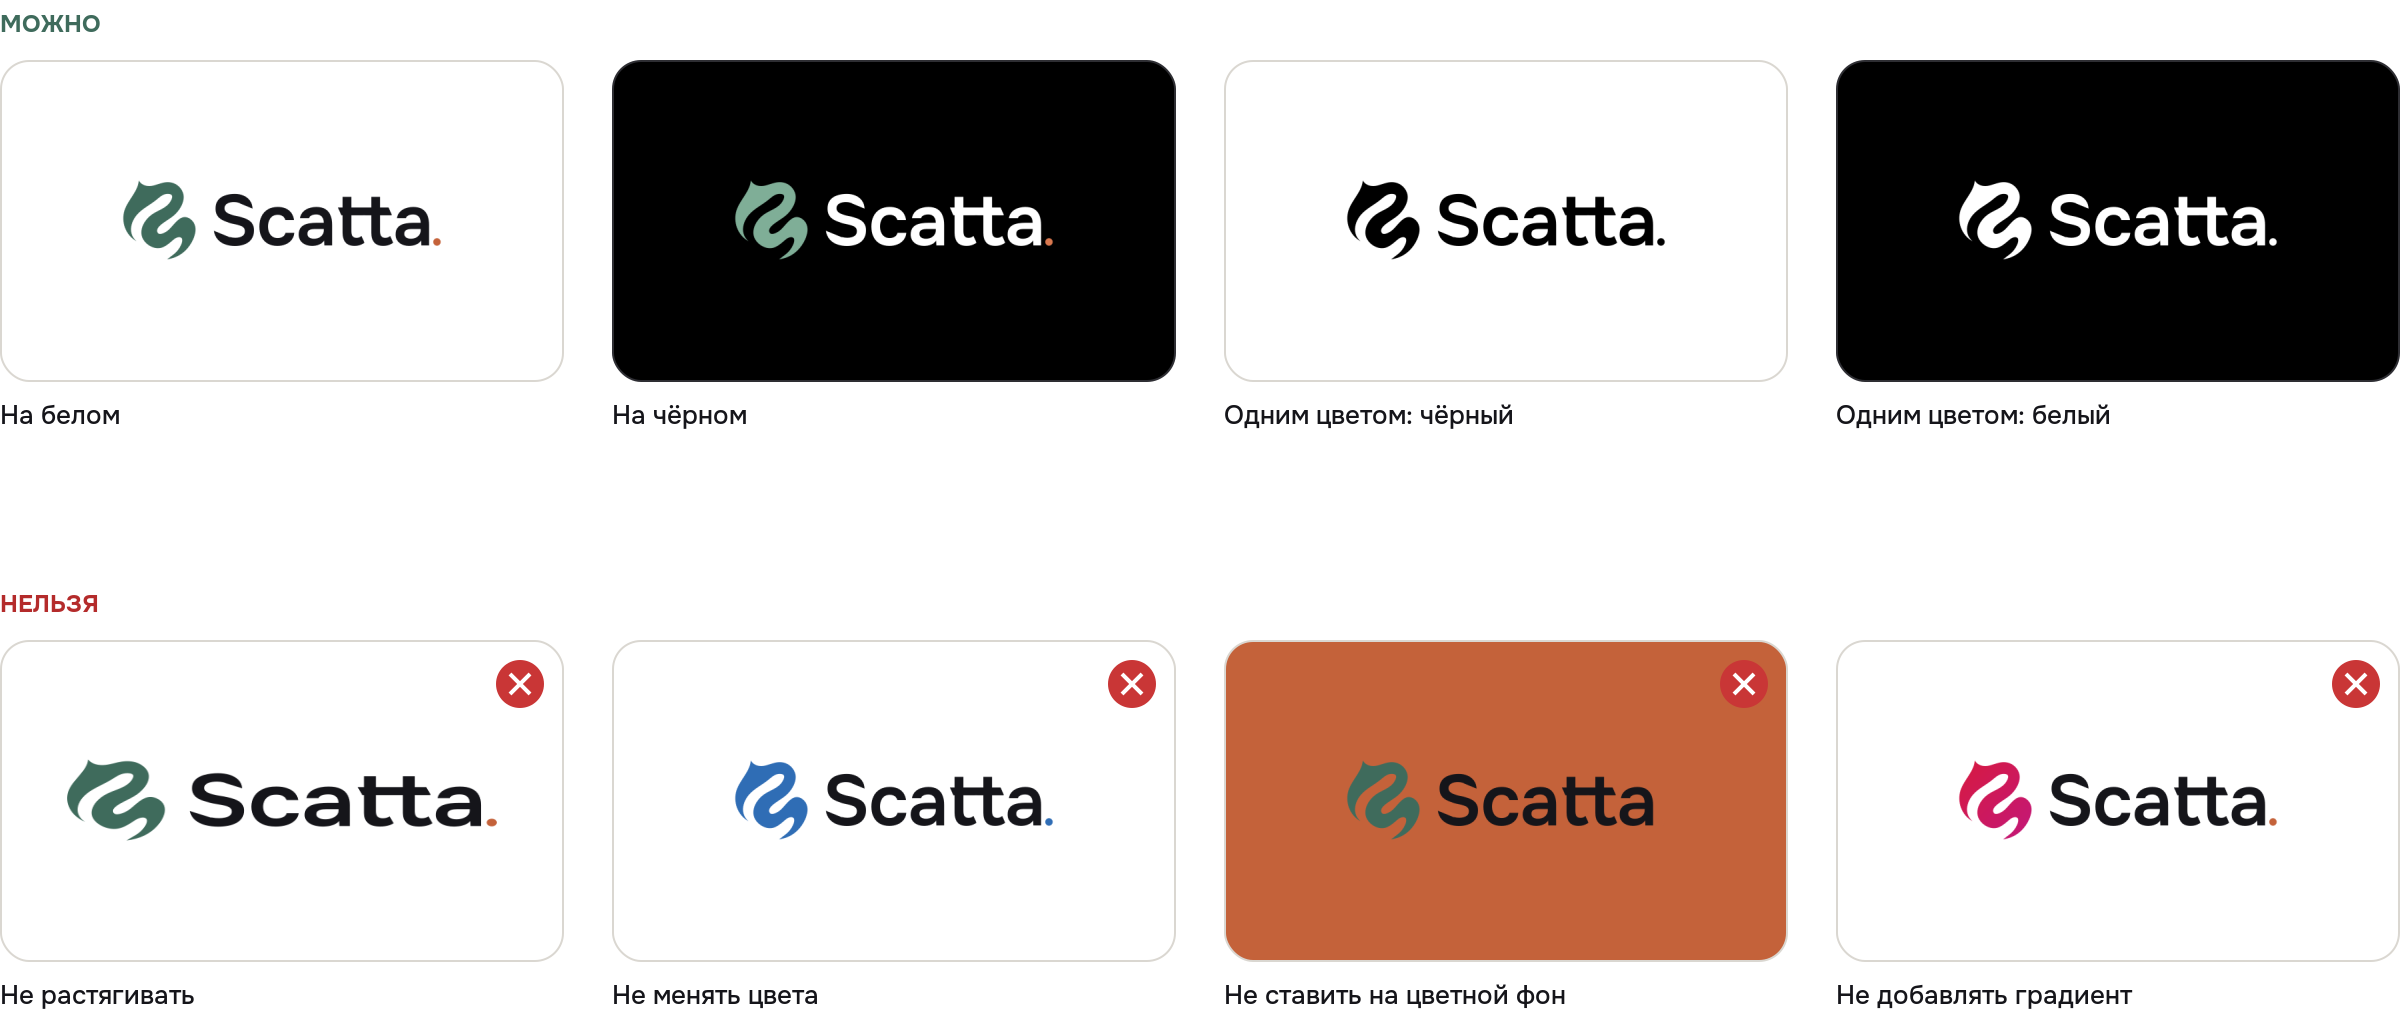 МОЖНО
Scatta.
Scatta.
Scatta.
Scatta.
На белом
На чёрном
Одним цветом: чёрный
Одним цветом: белый
НЕЛЬЗЯ
Scatta.
Scatta.
Scatta
Scatta.
Не растягивать
Не менять цвета
Не ставить на цветной фон
Не добавлять градиент